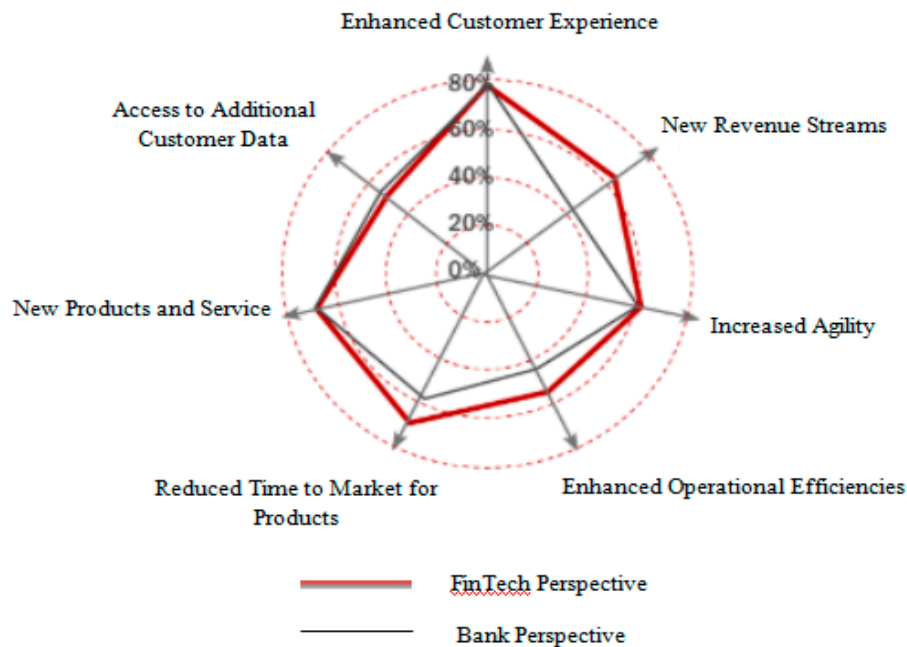 Enhanced Customer Experience
80%
Access to Additional
Customer Data
New Revenue Streams
60%
40%
20%
0%
New Products and Service
Increased Agility
Reduced Time to Market for
Products
Enhanced Operational Efficiencies
FinTech Perspective
Bank Perspective